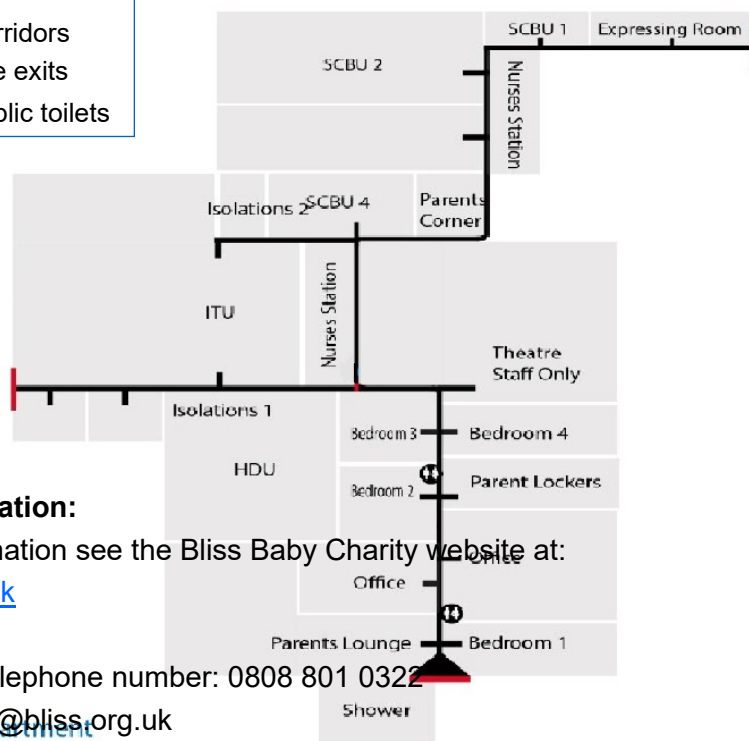 rridors
e exits
blic toilets
SCBU 1
Expressing Room
SCBU 2
Nurses Station
Isolations 2
SCBU 4
Parents
Corner
ITU
Nurses Station
Theatre
Staff Only
Isolations 1
Bedroom 3
Bedroom 4
HDU
Bedroom 2
Parent Lockers
ation:
nation see the Bliss Baby Charity website at:
Office
k
Office
Parents Lounge
Bedroom 1
lephone number: 0808 801 0322
Shower
@bliss.org.uk
artment